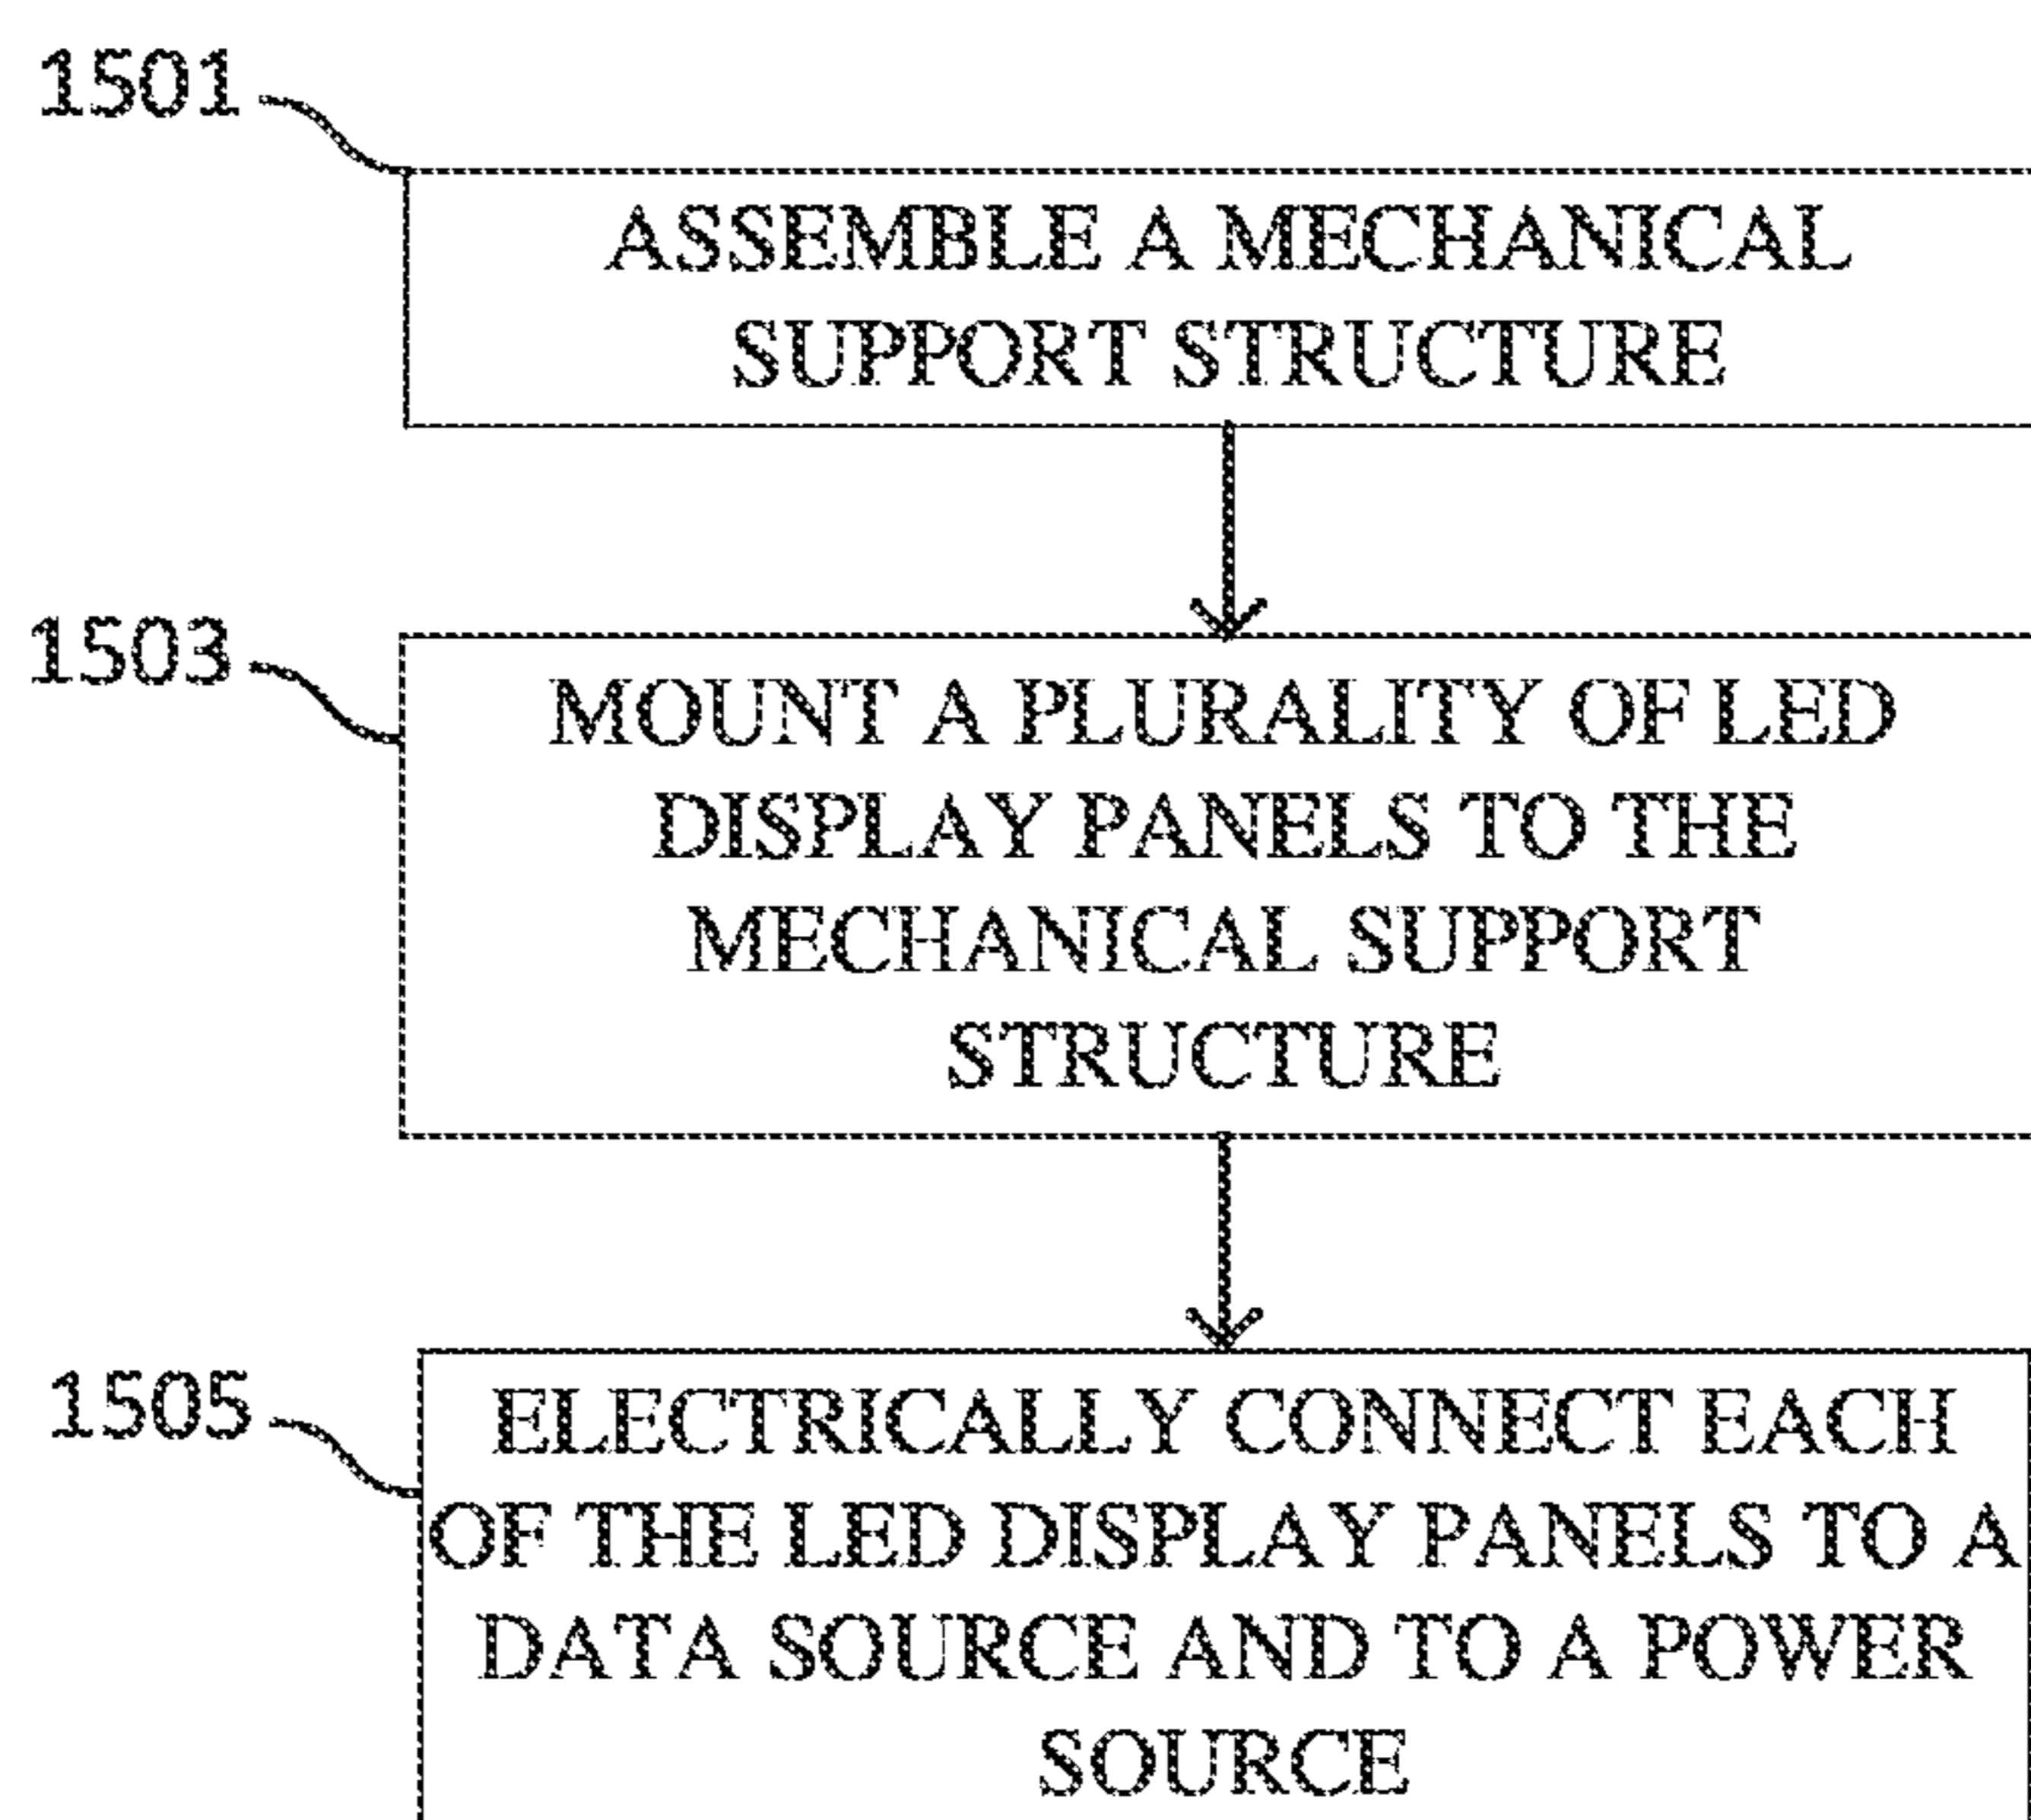 1501
ASSEMBLE A MECHANICAL
SUPPORT STRUCTURE
1503
MOUNT A PLURALITY OF LED
DISPLAY PANELS TO THE
MECHANICAL SUPPORT
STRUCTURE
1505
ELECTRICALLY CONNECT EACH
OF THE LED DISPLAY PANELS TO A
DATA SOURCE AND TO A POWER
SOURCE